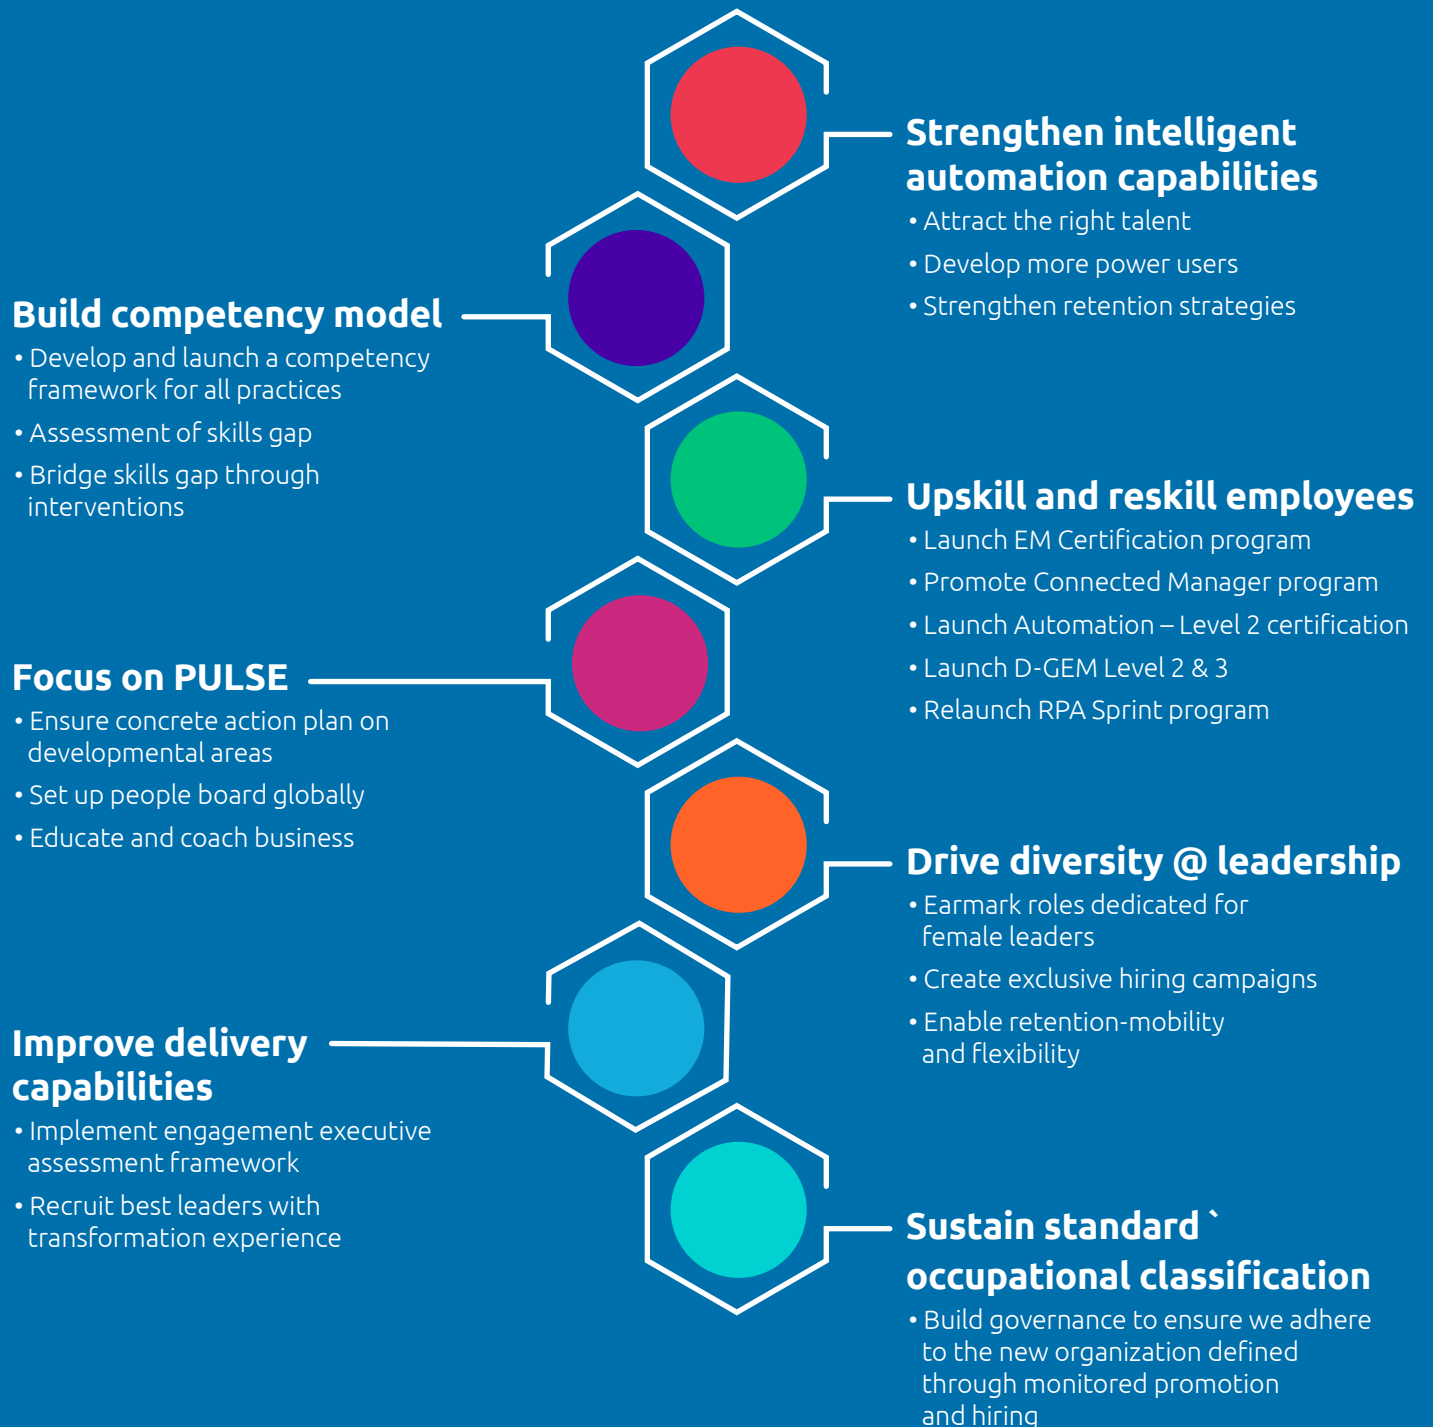 Strengthen intelligent
automation capabilities
• Attract the right talent
• Develop more power users
• Strengthen retention strategies
Build competency model
• Develop and launch a competency
framework for all practices
• Assessment of skills gap
• Bridge skills gap through
interventions
Upskill and reskill employees
• Launch EM Certification program
• Promote Connected Manager program
• Launch Automation – Level 2 certification
• Launch D-GEM Level 2 & 3
• Relaunch RPA Sprint program
Focus on PULSE
• Ensure concrete action plan on
developmental areas
• Set up people board globally
• Educate and coach business
Drive diversity @ leadership
• Earmark roles dedicated for
female leaders
• Create exclusive hiring campaigns
• Enable retention-mobility
and flexibility
Improve delivery
capabilities
• Implement engagement executive
assessment framework
• Recruit best leaders with
transformation experience
Sustain standard `
occupational classification
• Build governance to ensure we adhere
to the new organization defined
through monitored promotion
and hiring